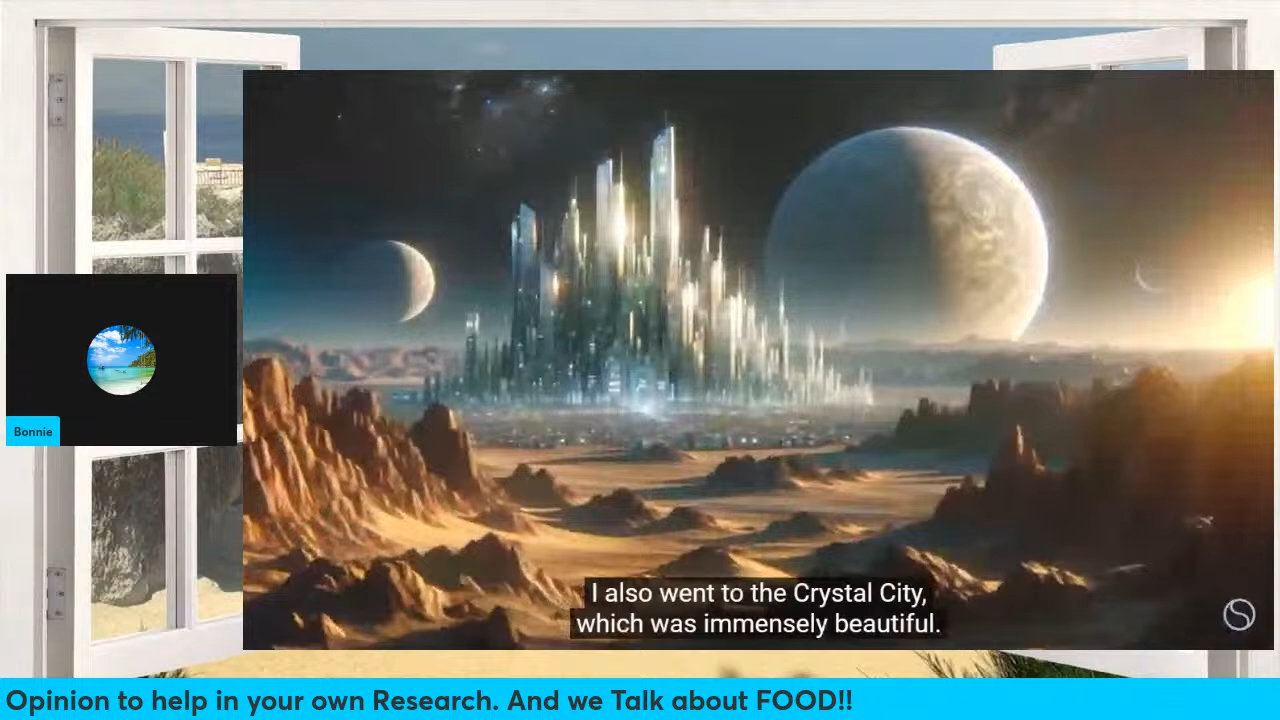 Bonnie
I also went to the Crystal City,
which was immensely beautiful.
Opinion to help in your own Research. And we Talk about FOOD!!